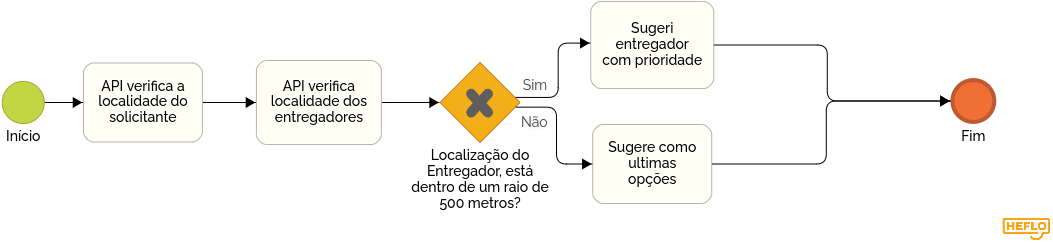 Início
API verifica a
localidade do
solicitante
API verifica
localidade dos
entregadores
Localização do
Entregador, está
dentro de um raio de
500 metros?
Sim
Não
Sugeri
entregador
com prioridade
Sugere como
ultimas
opções
Fim
HEFLO